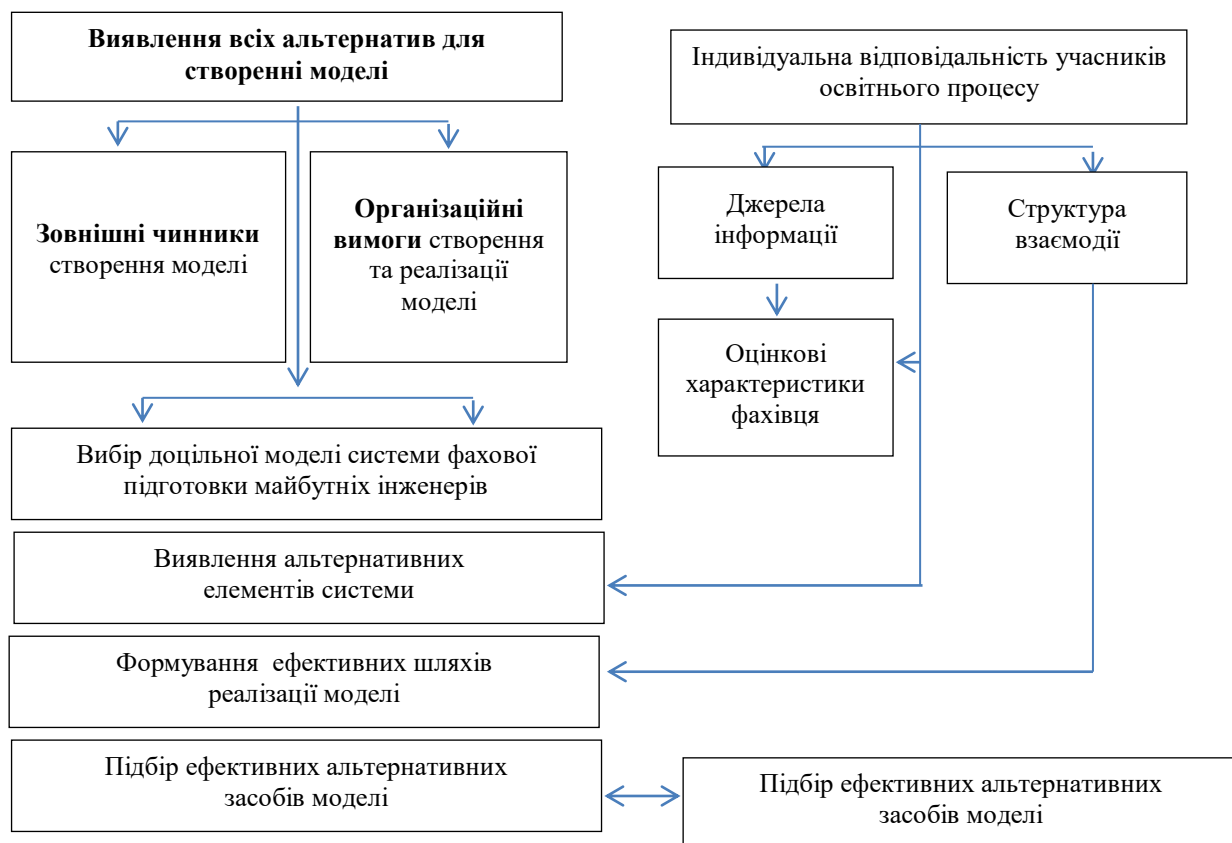 Виявлення всіх альтернатив для
створенні моделі
Індивідуальна відповідальність учасників
освітнього процесу
Зовнішні чинники
створення моделі
Організаційні
вимоги створення
та реалізації
моделі
Джерела
інформації
Структура
взаємодії
Оцінкові
характеристики
фахівця
Вибір доцільної моделі системи фахової
підготовки майбутніх інженерів
Виявлення альтернативних
елементів системи
Формування ефективних шляхів
реалізації моделі
Підбір ефективних альтернативних
засобів моделі
Підбір ефективних альтернативних
засобів моделі